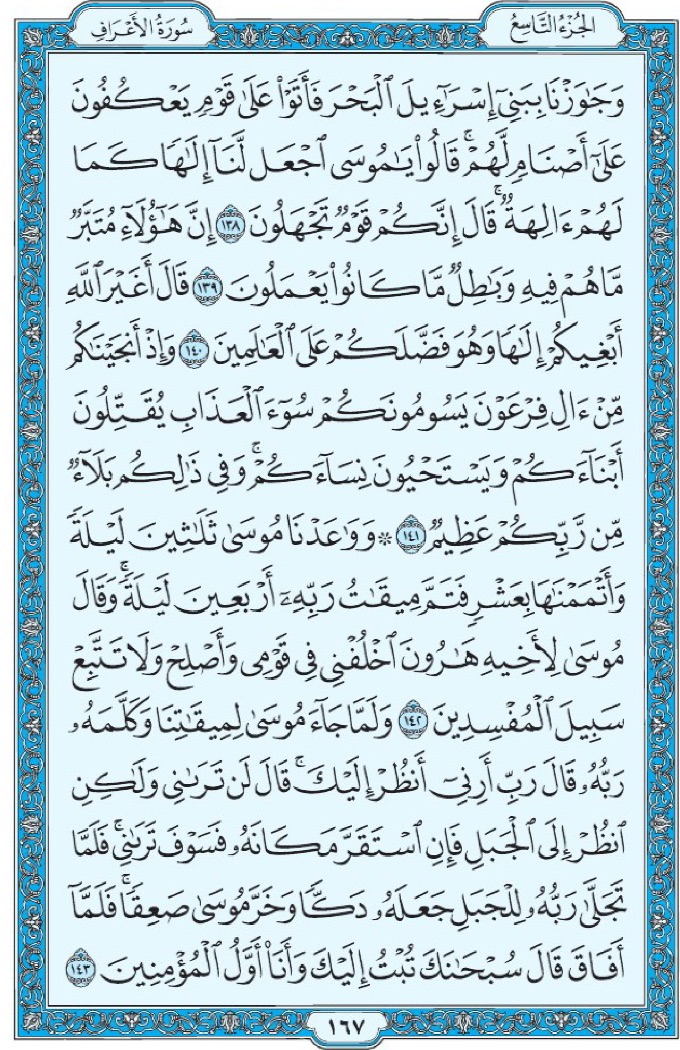 الجُزْءُ التَّاسِعُ
سُورَةُ الأَعْرَافِ
وَجَٰوَزْنَا بِبَنِيٓ إِسْرَٰٓءِيلَ ٱلْبَحْرَ فَأَتَوْا۟ عَلَىٰ قَوْمٍ يَعْكُفُونَ
عَلَىٰٓ أَصْنَامٍ لَّهُمْ ۚ قَالُوا۟ يَٰمُوسَى ٱجْعَل لَّنَآ إِلَٰهًا كَمَا
لَهُمْ ءَالِهَةٌ ۚ قَالَ إِنَّكُمْ قَوْمٌ تَجْهَلُونَ ١٣٨ إِنَّ هَٰٓؤُلَآءِ مُتَبَّرٌ
مَّا هُمْ فِيهِ وَبَٰطِلٌ مَّا كَانُوا۟ يَعْمَلُونَ ١٣٩ قَالَ أَغَيْرَ ٱللَّهِ
أَبْغِيكُمْ إِلَٰهًا وَهُوَ فَضَّلَكُمْ عَلَى ٱلْعَٰلَمِينَ ١٤٠ وَإِذْ أَنجَيْنَٰكُم
مِّنْ ءَالِ فِرْعَوْنَ يَسُومُونَكُمْ سُوٓءَ ٱلْعَذَابِ يُقَتِّلُونَ
أَبْنَآءَكُمْ وَيَسْتَحْيُونَ نِسَآءَكُمْ ۚ وَفِي ذَٰلِكُم بَلَآءٌ
مِّن رَّبِّكُمْ عَظِيمٌ ١٤١ ۞ وَوَٰعَدْنَا مُوسَىٰ ثَلَٰثِينَ لَيْلَةً
وَأَتْمَمْنَٰهَا بِعَشْرٍ فَتَمَّ مِيقَٰتُ رَبِّهِۦٓ أَرْبَعِينَ لَيْلَةً ۚ وَقَالَ
مُوسَىٰ لِأَخِيهِ هَٰرُونَ ٱخْلُفْنِي فِي قَوْمِي وَأَصْلِحْ وَلَا تَتَّبِعْ
سَبِيلَ ٱلْمُفْسِدِينَ ١٤٢ وَلَمَّا جَآءَ مُوسَىٰ لِمِيقَٰتِنَا وَكَلَّمَهُۥ
رَبُّهُۥ قَالَ رَبِّ أَرِنِيٓ أَنظُرْ إِلَيْكَ ۚ قَالَ لَن تَرَىٰنِي وَلَٰكِنِ
ٱنظُرْ إِلَى ٱلْجَبَلِ فَإِنِ ٱسْتَقَرَّ مَكَانَهُۥ فَسَوْفَ تَرَىٰنِي ۚ فَلَمَّا
تَجَلَّىٰ رَبُّهُۥ لِلْجَبَلِ جَعَلَهُۥ دَكًّا وَخَرَّ مُوسَىٰ صَعِقًا ۚ فَلَمَّآ
أَفَاقَ قَالَ سُبْحَٰنَكَ تُبْتُ إِلَيْكَ وَأَنَا۠ أَوَّلُ ٱلْمُؤْمِنِينَ ١٤٣
١٦٧